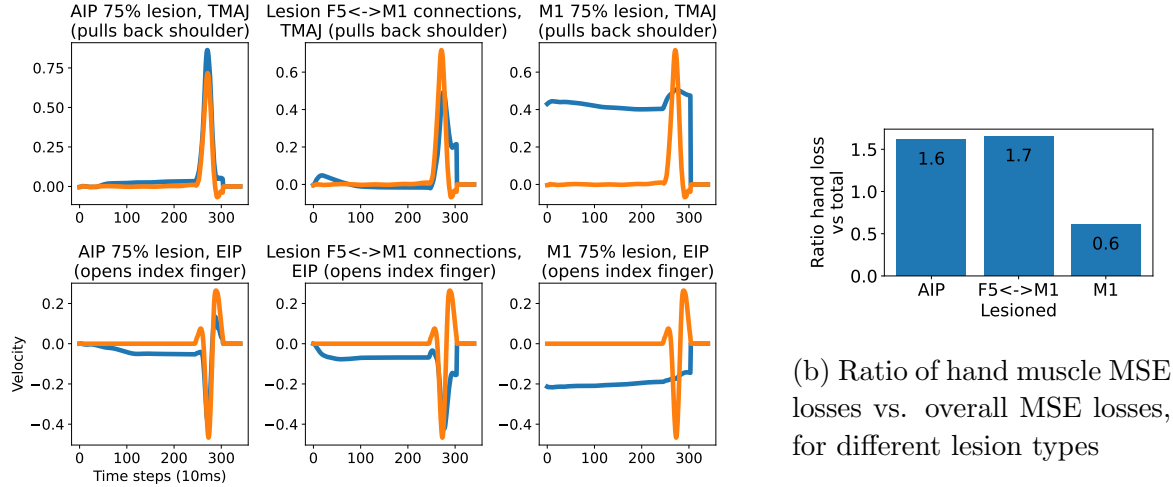 AIP 75% lesion, TMAJ
(pulls back shoulder)
0.75
0.50
0.25
0.00
0 100 200 300
Lesion F5<->M1 connections,
TMAJ (pulls back shoulder)
0.6
0.4
0.2
0.0
0 100 200 300
M1 75% lesion, TMAJ
(pulls back shoulder)
0.6
0.4
0.2
0.0
0 100 200 300
AIP 75% lesion, EIP
(opens index finger)
Velocity
0.2
0.0
−0.2
−0.4
0 100 200 300
Time steps (10ms)
Lesion F5<->M1 connections,
EIP (opens index finger)
0.2
0.0
−0.2
−0.4
0 100 200 300
M1 75% lesion, EIP
(opens index finger)
0.2
0.0
−0.2
−0.4
0 100 200 300
Ratio hand loss
vs total
1.5
1.0
0.5
0.0
1.6
1.7
0.6
AIP F5<->M1 M1
Lesioned
(b) Ratio of hand muscle MSE
losses vs. overall MSE losses,
for different lesion types